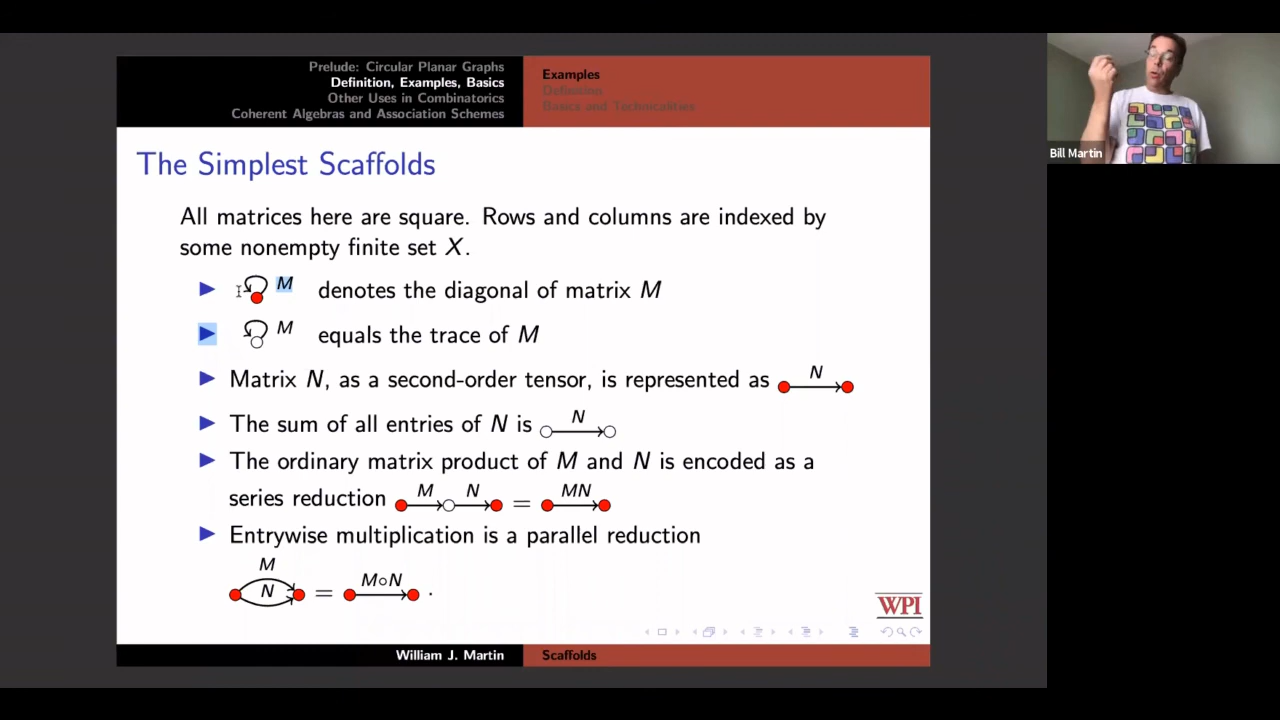 Prelude: Circular Planar Graphs
Definition, Examples, Basics
Other Uses in Combinatorics
Coherent Algebras and Association Schemes
Examples
Definition
Basics and Technicalities
Bill Martin
The Simplest Scaffolds
All matrices here are square. Rows and columns are indexed by
some nonempty finite set X.
M denotes the diagonal of matrix M
M equals the trace of M
Matrix N, as a second-order tensor, is represented as N
The sum of all entries of N is N
The ordinary matrix product of M and N is encoded as a
series reduction M N = MN
Entrywise multiplication is a parallel reduction
M
N = M∘N .
WPI
William J. Martin
Scaffolds